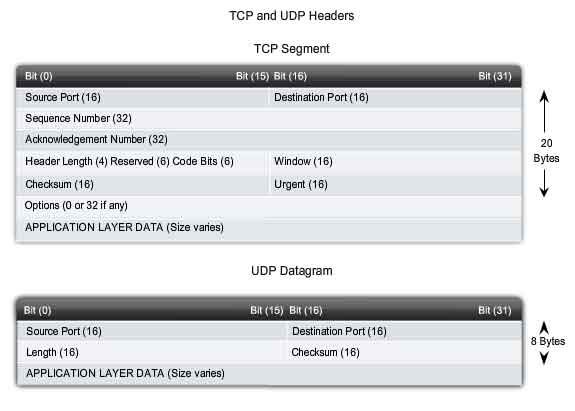 TCP and UDP Headers
TCP Segment
Bit (0) Bit (15) Bit (16) Bit (31)
Source Port (16) Destination Port (16)
Sequence Number (32)
Acknowledgement Number (32)
Header Length (4) Reserved (6) Code Bits (6) Window (16)
Checksum (16) Urgent (16)
Options (0 or 32 if any)
APPLICATION LAYER DATA (Size varies)
20
Bytes
UDP Datagram
Bit (0) Bit (15) Bit (16) Bit (31)
Source Port (16) Destination Port (16)
Length (16) Checksum (16)
APPLICATION LAYER DATA (Size varies)
8 Bytes